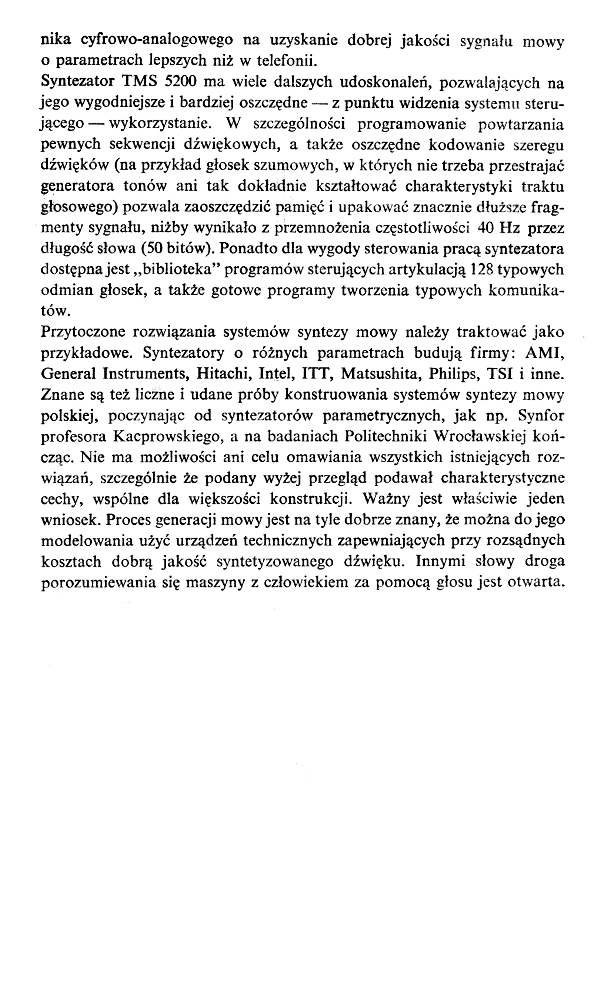 nika cyfrowo-analogowego na uzyskanie dobrej jakości sygnału mowy
o parametrach lepszych niż w telefonii.
Syntezator TMS 5200 ma wiele dalszych udoskonaleń, pozwalających na
jego wygodniejsze i bardziej oszczędne — z punktu widzenia systemu steru-
jącego — wykorzystanie. W szczególności programowanie powtarzania
pewnych sekwencji dźwiękowych, a także oszczędne kodowanie szeregu
dźwięków (na przykład głosek szumowych, w których nie trzeba przestrajać
generatora tonów ani tak dokładnie kształtować charakterystyki traktu
głosowego) pozwala zaoszczędzić pamięć i upakować znacznie dłuższe frag-
menty sygnału, niżby wynikało z przemnożenia częstotliwości 40 Hz przez
długość słowa (50 bitów). Ponadto dla wygody sterowania pracą syntezatora
dostępna jest „biblioteka” programów sterujących artykulacją 128 typowych
odmian głosek, a także gotowe programy tworzenia typowych komunika-
tów.
Przytoczone rozwiązania systemów syntezy mowy należy traktować jako
przykładowe. Syntezatory o różnych parametrach budują firmy: AMI,
General Instruments, Hitachi, Intel, ITT, Matsushita, Philips, TSI i inne.
Znane są też liczne i udane próby konstruowania systemów syntezy mowy
polskiej, poczynając od syntezatorów parametrycznych, jak np. Synfor
profesora Kacprowskiego, a na badaniach Politechniki Wrocławskiej koń-
cząc. Nie ma możliwości ani celu omawiania wszystkich istniejących roz-
wiązań, szczególnie że podany wyżej przegląd podawał charakterystyczne
cechy, wspólne dla większości konstrukcji. Ważny jest właściwie jeden
wniosek. Proces generacji mowy jest na tyle dobrze znany, że można do jego
modelowania użyć urządzeń technicznych zapewniających przy rozsądnych
kosztach dobrą jakość syntetyzowanego dźwięku. Innymi słowy droga
porozumiewania się maszyny z człowiekiem za pomocą głosu jest otwarta.